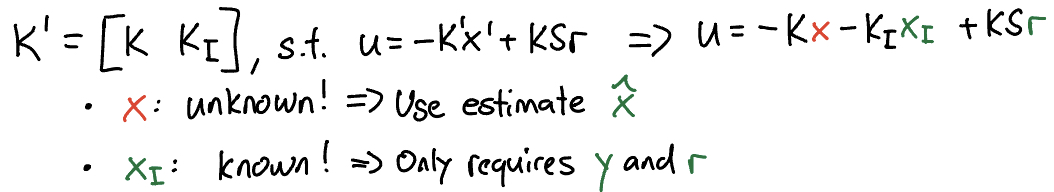 K' = [K K_I], s.t. u = -K'x' + KSr => u = -Kx - K_I x_I + KSr
• x: unknown! => Use estimate x̂
• x_I: known! => Only requires y and r